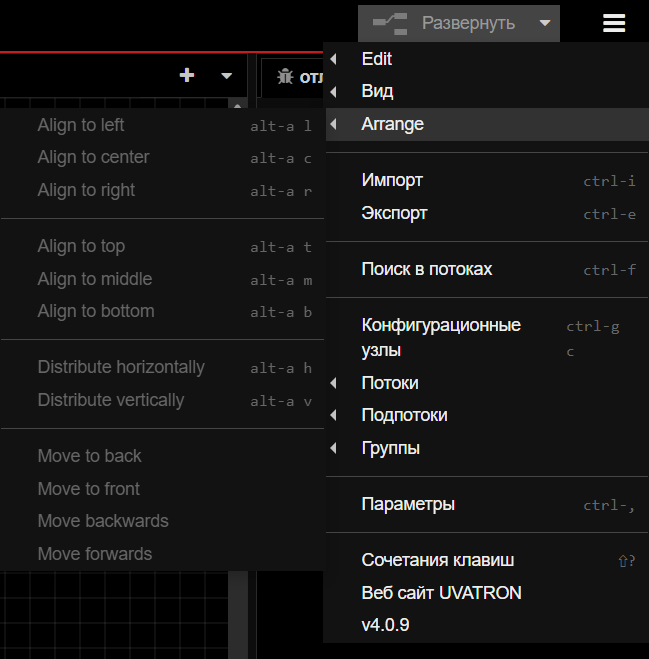 Развернуть
отл
Edit
Вид
Arrange
Импорт ctrl-i
Экспорт ctrl-e
Поиск в потоках ctrl-f
Конфигурационные ctrl-g
узлы c
Потоки
Подпотоки
Группы
Параметры ctrl-,
Сочетания клавиш ⇧?
Веб сайт UVATRON
v4.0.9
Align to left alt-a l
Align to center alt-a c
Align to right alt-a r
Align to top alt-a t
Align to middle alt-a m
Align to bottom alt-a b
Distribute horizontally alt-a h
Distribute vertically alt-a v
Move to back
Move to front
Move backwards
Move forwards